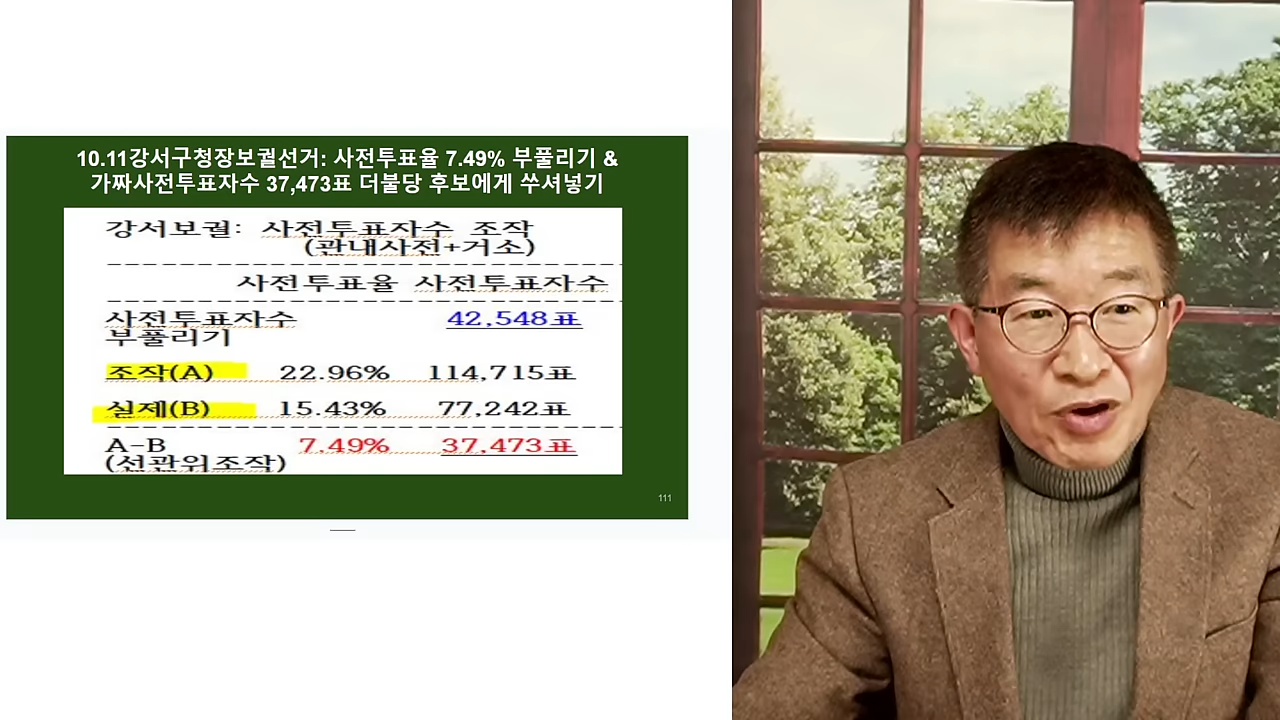 10.11강서구청장보궐선거: 사전투표율 7.49% 부풀리기 &
가짜사전투표자수 37,473표 더불당 후보에게 쑤셔넣기
강서보궐: 사전투표자수 조작
(관내사전+거소)
사전투표율 사전투표자수
사전투표자수 42,548표
부풀리기
조작(A) 22.96% 114,715표
실제(B) 15.43% 77,242표
A-B 7.49% 37,473표
(선관위조작)
111